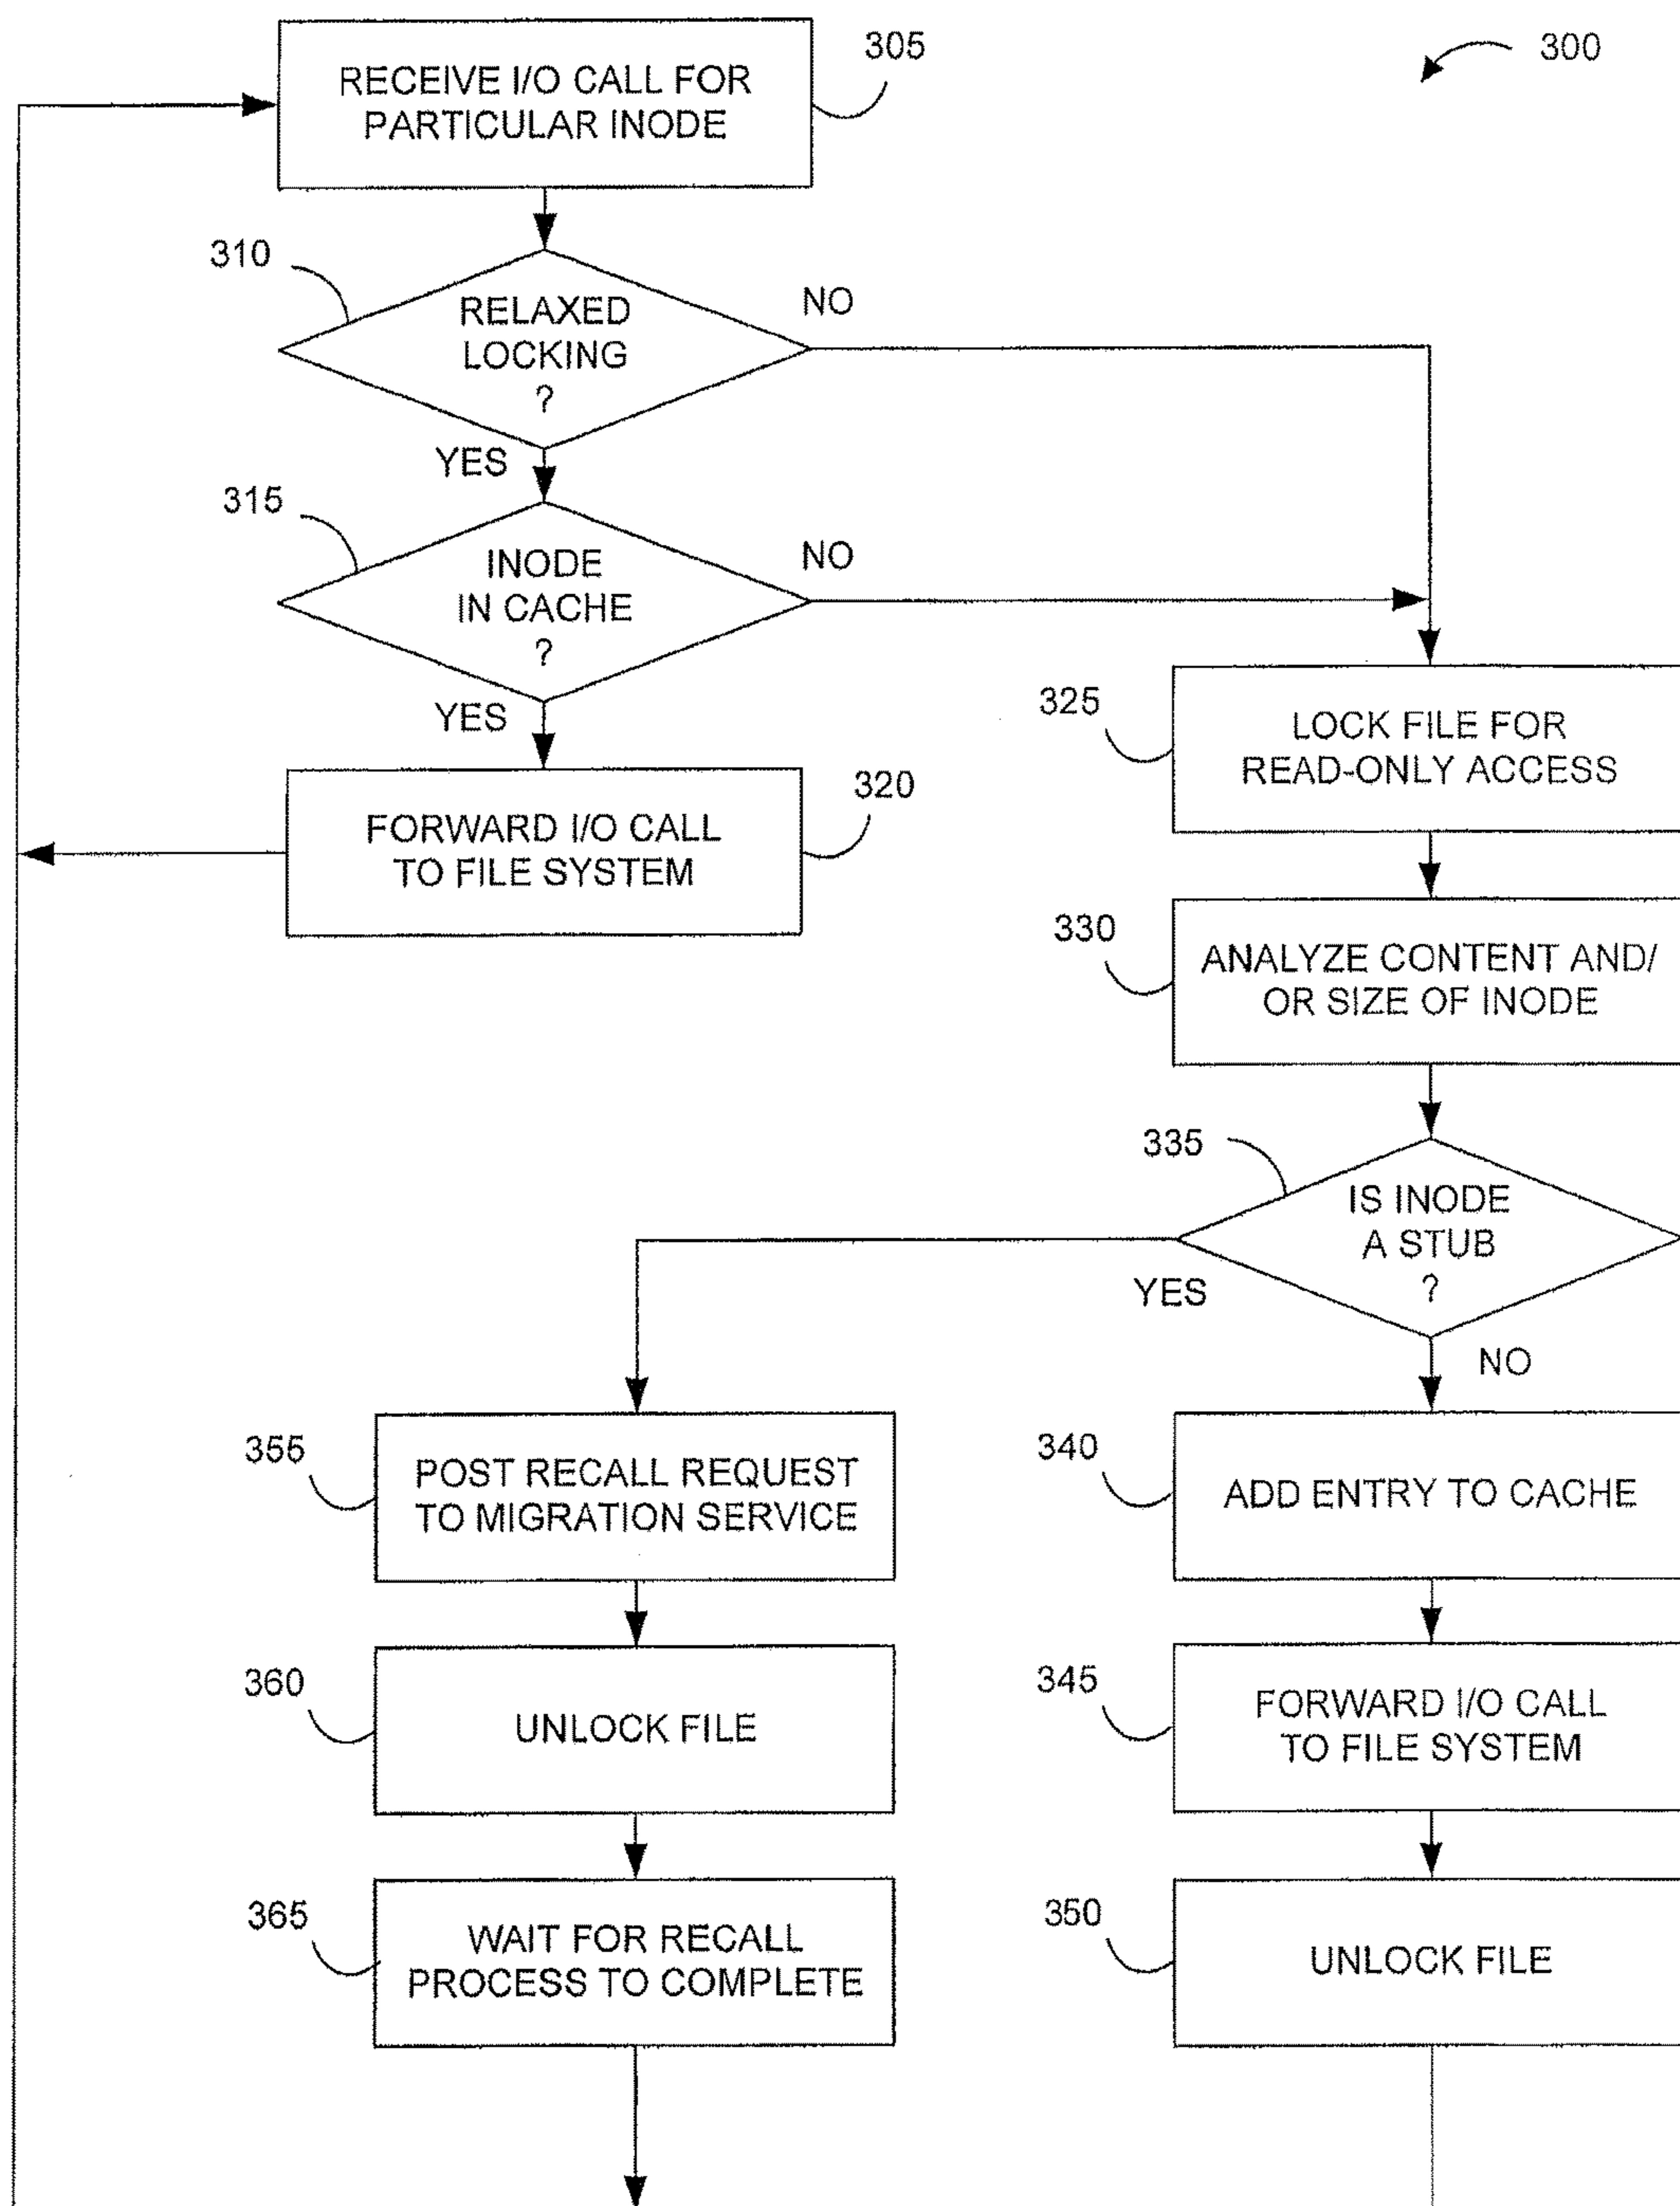 300
305
RECEIVE I/O CALL FOR
PARTICULAR INODE
310
RELAXED
LOCKING
?
NO
YES
315
INODE
IN CACHE
?
NO
YES
320
FORWARD I/O CALL
TO FILE SYSTEM
325
LOCK FILE FOR
READ-ONLY ACCESS
330
ANALYZE CONTENT AND/
OR SIZE OF INODE
335
IS INODE
A STUB
?
YES
NO
355
POST RECALL REQUEST
TO MIGRATION SERVICE
340
ADD ENTRY TO CACHE
360
UNLOCK FILE
345
FORWARD I/O CALL
TO FILE SYSTEM
365
WAIT FOR RECALL
PROCESS TO COMPLETE
350
UNLOCK FILE